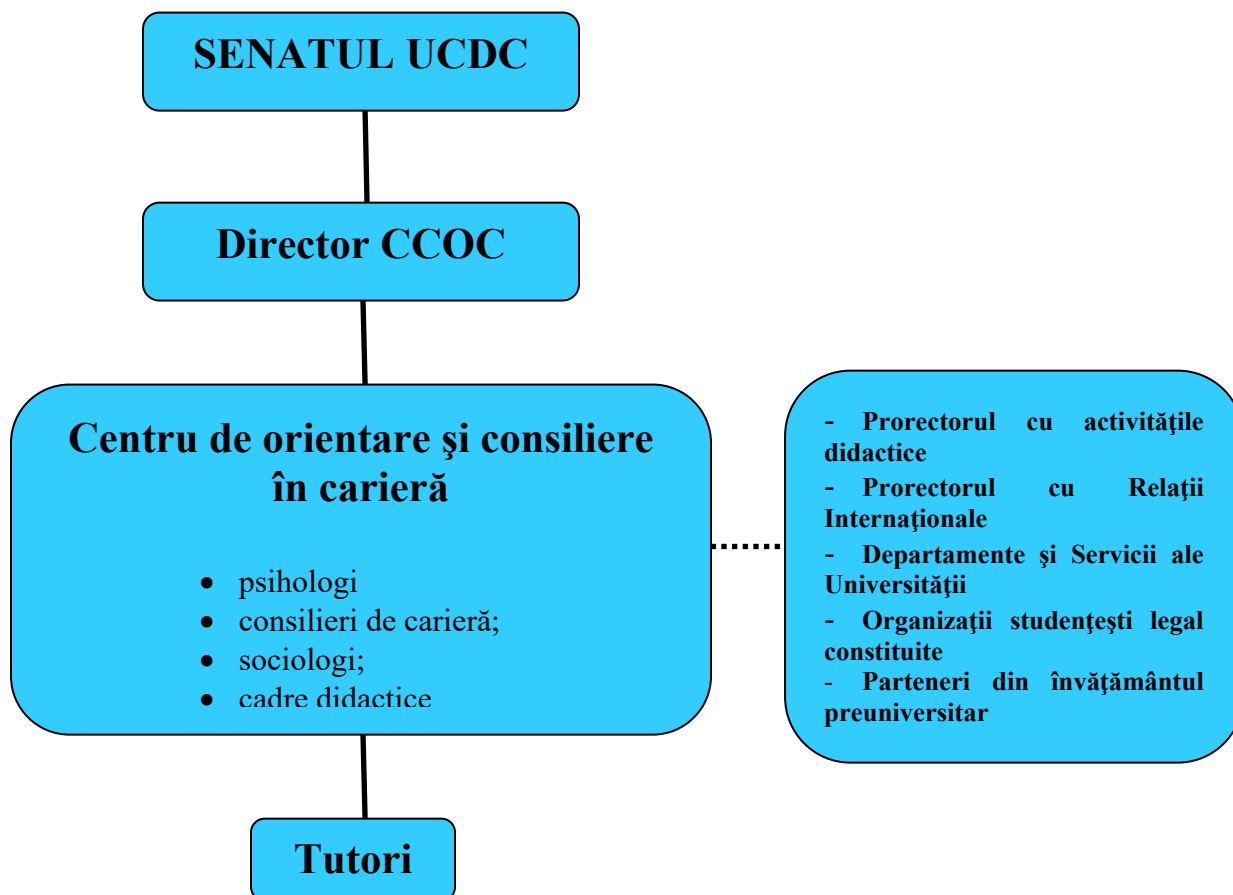 SENATUL UCDC
Director CCOC
Centru de orientare şi consiliere
în carieră
• psihologi
• consilieri de carieră;
• sociologi;
• cadre didactice
- Prorectorul cu activităţile
didactice
- Prorectorul cu Relaţii
Internaţionale
- Departamente şi Servicii ale
Universităţii
- Organizaţii studenţeşti legal
constituite
- Parteneri din învăţământul
preuniversitar
Tutori